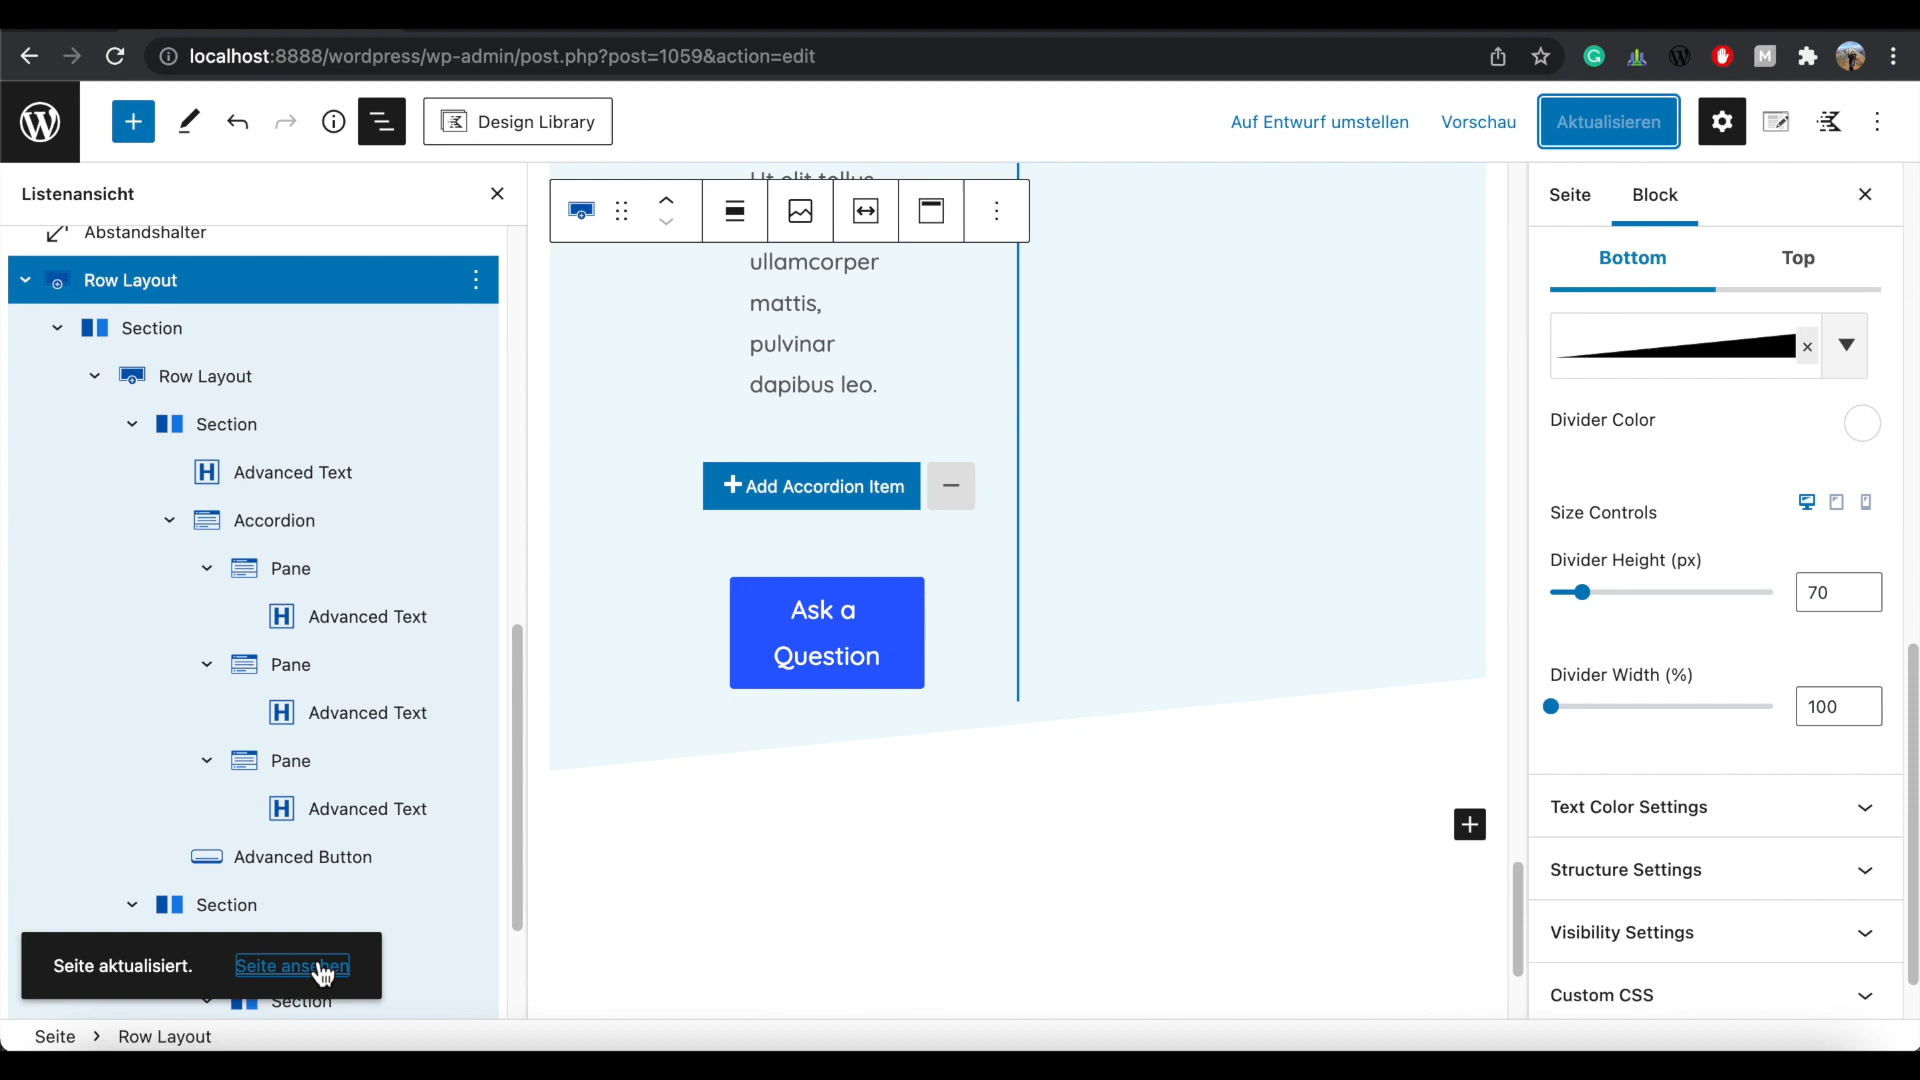 localhost:8888/wordpress/wp-admin/post.php?post=1059&action=edit
Design Library
Auf Entwurf umstellen
Vorschau
Aktualisieren
Listenansicht
Abstandshalter
Row Layout
Section
Row Layout
Section
Advanced Text
Accordion
Pane
Advanced Text
Pane
Advanced Text
Pane
Advanced Text
Advanced Button
Section
Section
Seite aktualisiert.
Seite ansehen
Ut elit tellus,
ullamcorper
mattis,
pulvinar
dapibus leo.
Add Accordion Item
Ask a
Question
Seite
Block
Bottom
Top
Divider Color
Size Controls
Divider Height (px)
70
Divider Width (%)
100
Text Color Settings
Structure Settings
Visibility Settings
Custom CSS
Seite
Row Layout